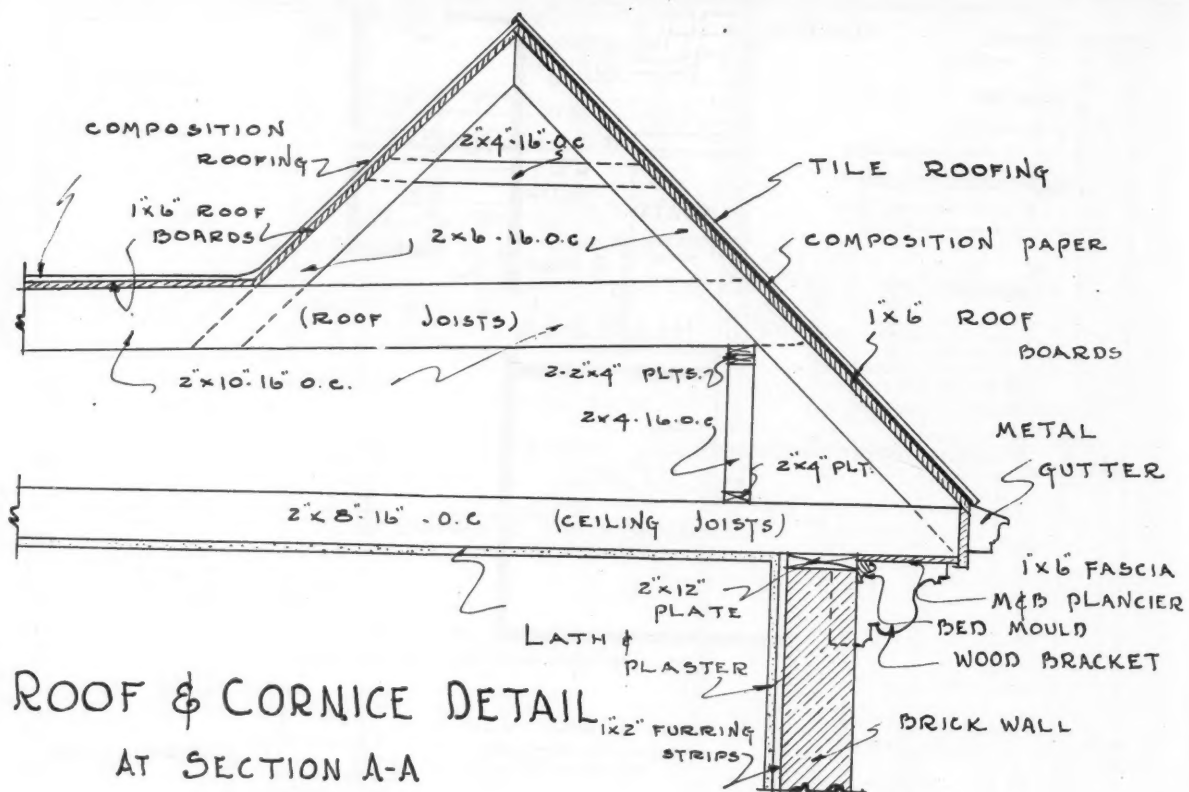 COMPOSITION
ROOFING
1"x6" ROOF
BOARDS
2"x4"-16"-O.C
2x6-16.O.C
TILE ROOFING
COMPOSITION PAPER
1"x6" ROOF
BOARDS
(ROOF JOISTS)
2"x10"-16" O.C.
2-2"x4" PLTS.
2x4-16.O.C
2"x4" PLT.
METAL
GUTTER
2"x8"-16" - O.C (CEILING JOISTS)
2"x12"
PLATE
1"x6" FASCIA
M&B PLANCIER
BED MOULD
WOOD BRACKET
LATH &
PLASTER
1"x2" FURRING
STRIPS
BRICK WALL
ROOF & CORNICE DETAIL
AT SECTION A-A